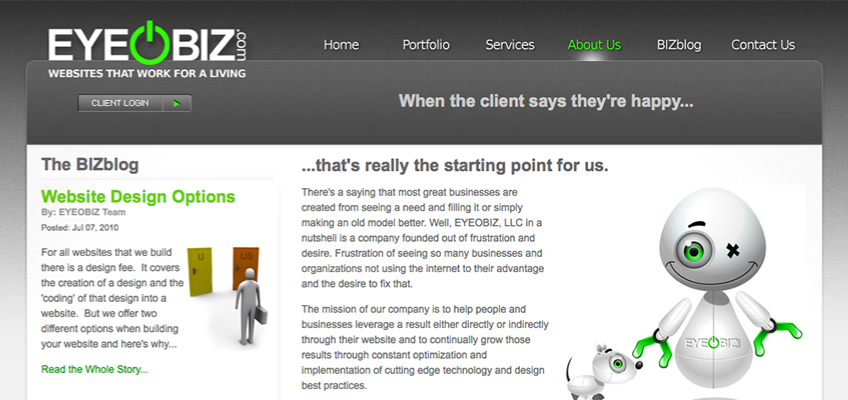 EYEOBIZ.com
WEBSITES THAT WORK FOR A LIVING
Home Portfolio Services About Us BIZblog Contact Us
CLIENT LOGIN
When the client says they're happy...
The BIZblog
Website Design Options
By: EYEOBIZ Team
Posted: Jul 07, 2010
For all websites that we build
there is a design fee. It covers
the creation of a design and the
'coding' of that design into a
website. But we offer two
different options when building
your website and here's why...
Read the Whole Story...
U
US
...that's really the starting point for us.
There's a saying that most great businesses are
created from seeing a need and filling it or simply
making an old model better. Well, EYEOBIZ, LLC in a
nutshell is a company founded out of frustration and
desire. Frustration of seeing so many businesses and
organizations not using the internet to their advantage
and the desire to fix that.
The mission of our company is to help people and
businesses leverage a result either directly or indirectly
through their website and to continually grow those
results through constant optimization and
implementation of cutting edge technology and design
best practices.
EYEOBIZ